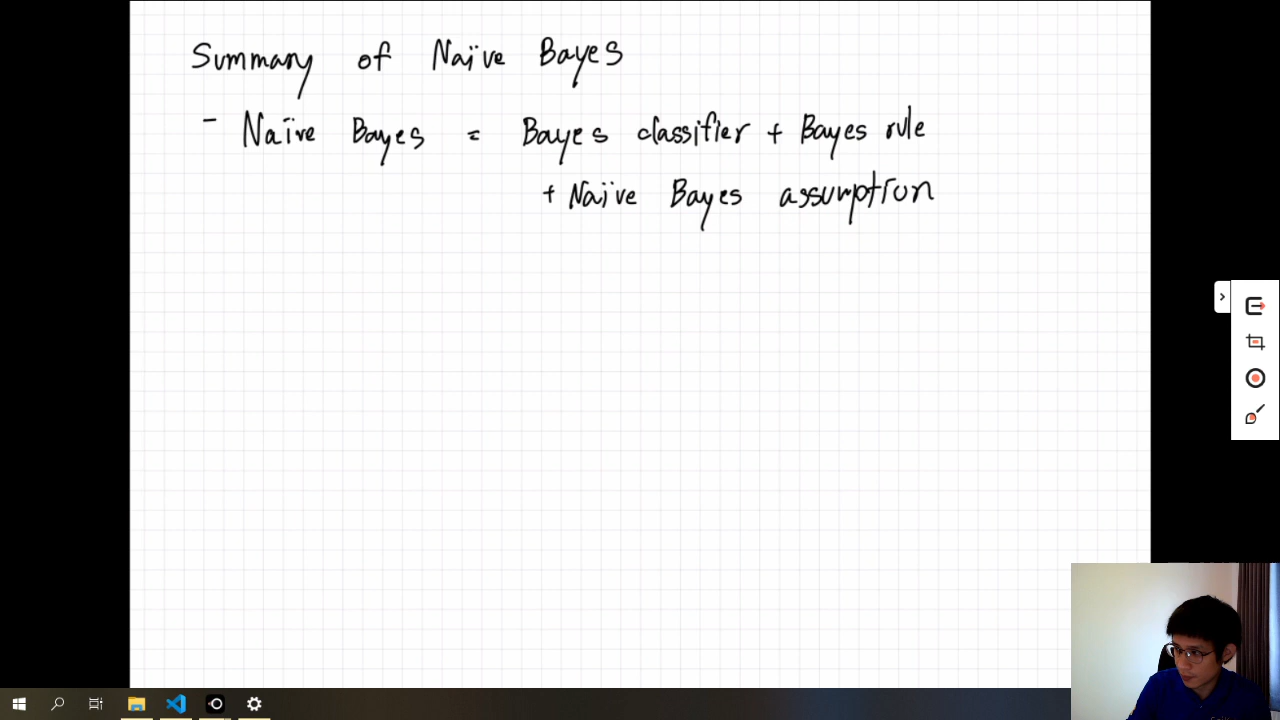 Summary of Naïve Bayes
- Naïve Bayes = Bayes classifier + Bayes rule
+ Naïve Bayes assumption